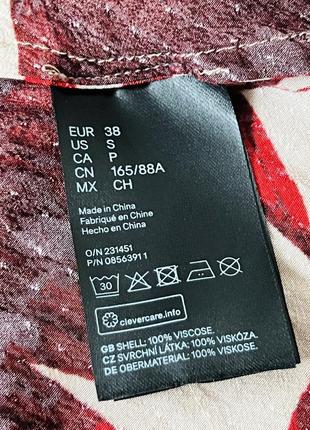 EUR 38
US S
CA P
CN 165/88A
MX CH
Made in China
Fabriqué en Chine
Hecho en China
O/N 231451
P/N 08563911
30
clevercare.info
GB SHELL: 100% VISCOSE.
CZ SVRCHNÍ LÁTKA: 100% VISKÓZA.
DE OBERMATERIAL: 100% VISKOSE.